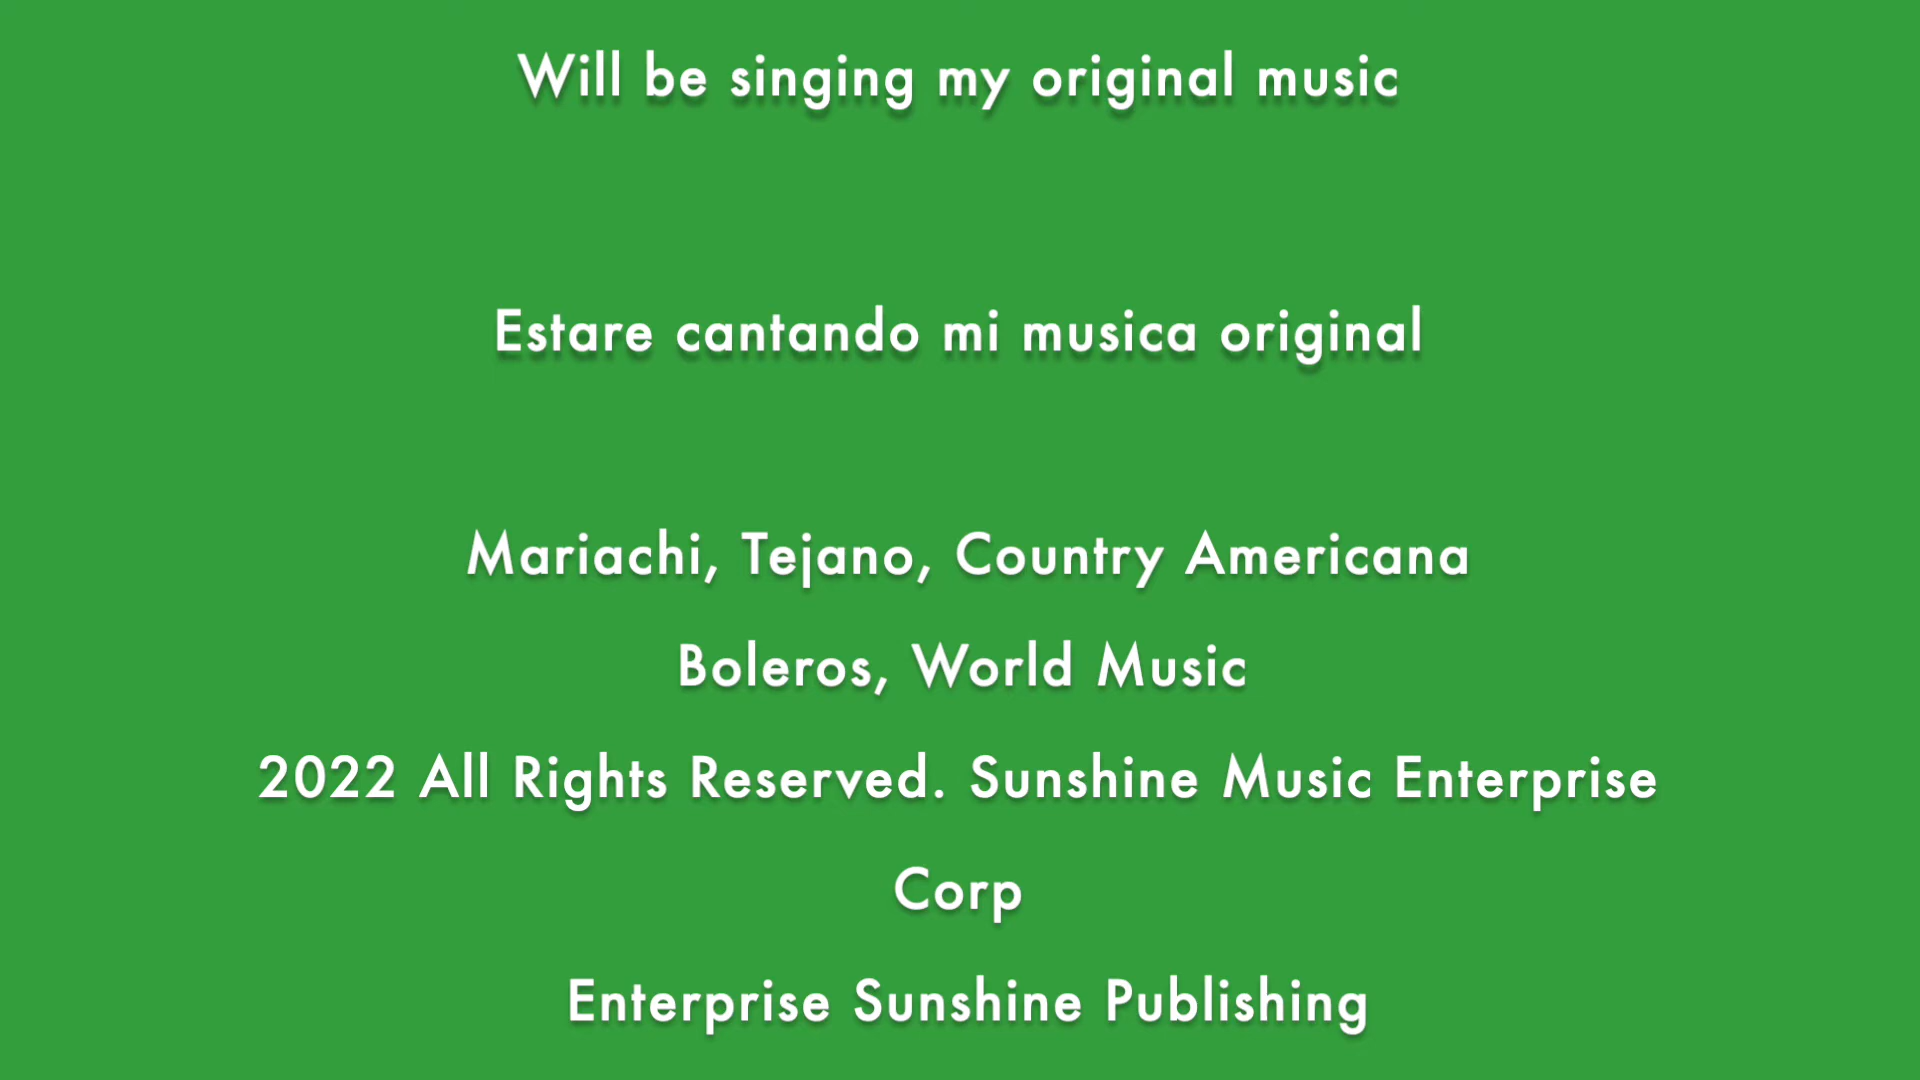 Will be singing my original music
Estare cantando mi musica original
Mariachi, Tejano, Country Americana
Boleros, World Music
2022 All Rights Reserved. Sunshine Music Enterprise
Corp
Enterprise Sunshine Publishing